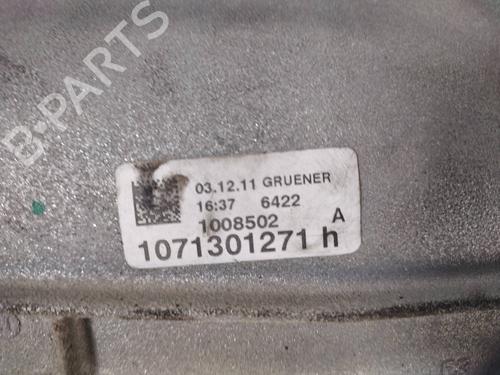 B-PARTS
03.12.11 GRUENER
16:37 6422
1008502 A
1071301271 h